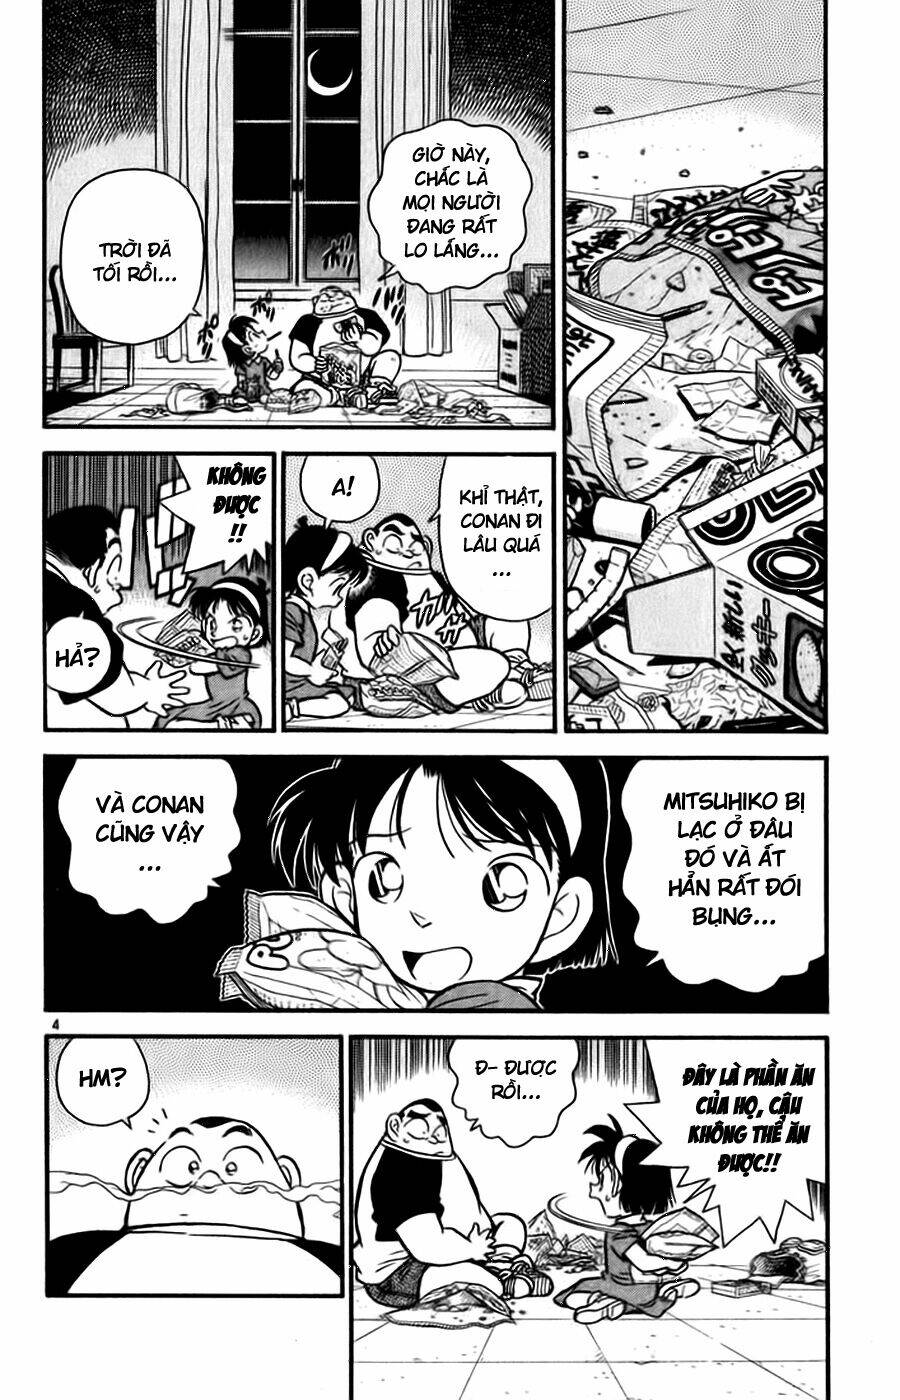 TRỜI ĐÃ
TỐI RỒI...
GIỜ NÀY,
CHẮC LÀ
MỌI NGƯỜI
ĐANG RẤT
LO LẮNG...
KHÔNG
ĐƯỢC
!!
HẢ?
A!
KHỈ THẬT,
CONAN ĐI
LÂU QUÁ
...
VÀ CONAN
CŨNG VẬY
...
MITSUHIKO BỊ
LẠC Ở ĐÂU
ĐÓ VÀ ẮT
HẲN RẤT ĐÓI
BỤNG...
4
HM?
Đ- ĐƯỢC
RỒI...
ĐÂY LÀ PHẦN ĂN
CỦA HỌ, CẬU
KHÔNG THỂ ĂN
ĐƯỢC!!